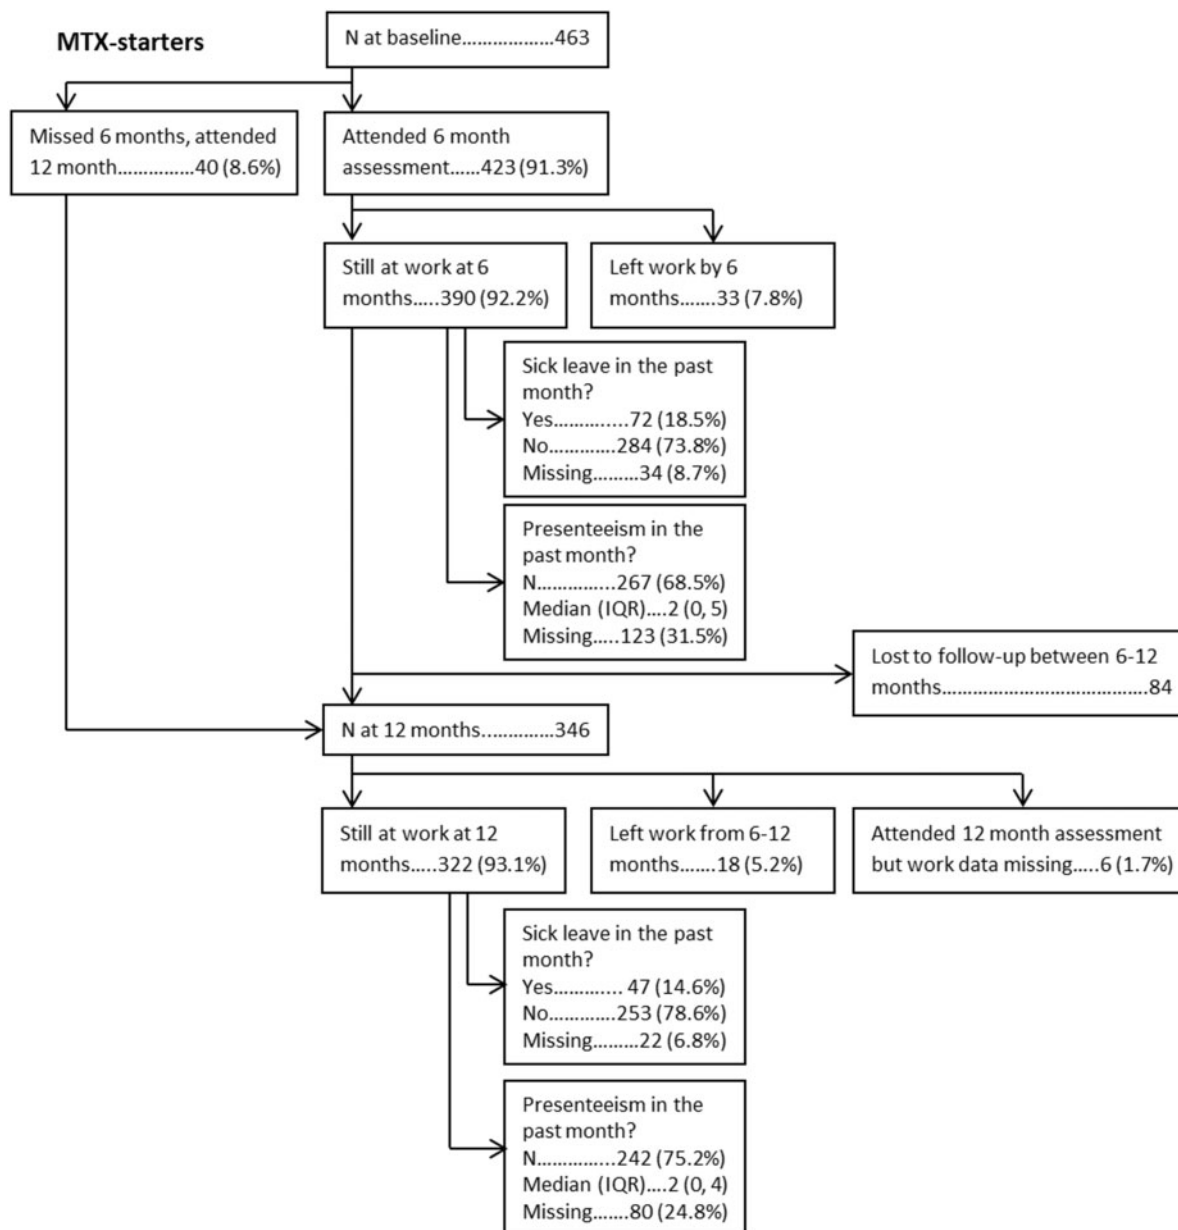 MTX-starters
N at baseline………………463
Missed 6 months, attended
12 month……………40 (8.6%)
Attended 6 month
assessment……423 (91.3%)
Still at work at 6
months…..390 (92.2%)
Left work by 6
months…….33 (7.8%)
Sick leave in the past
month?
Yes……….....72 (18.5%)
No………….284 (73.8%)
Missing………34 (8.7%)
Presenteeism in the
past month?
N…………...267 (68.5%)
Median (IQR)….2 (0, 5)
Missing…..123 (31.5%)
Lost to follow-up between 6-12
months………………………………….84
N at 12 months..…………346
Still at work at 12
months…..322 (93.1%)
Left work from 6-12
months…….18 (5.2%)
Attended 12 month assessment
but work data missing…..6 (1.7%)
Sick leave in the past
month?
Yes……….... 47 (14.6%)
No………….253 (78.6%)
Missing………22 (6.8%)
Presenteeism in the
past month?
N…………...242 (75.2%)
Median (IQR)….2 (0, 4)
Missing…….80 (24.8%)